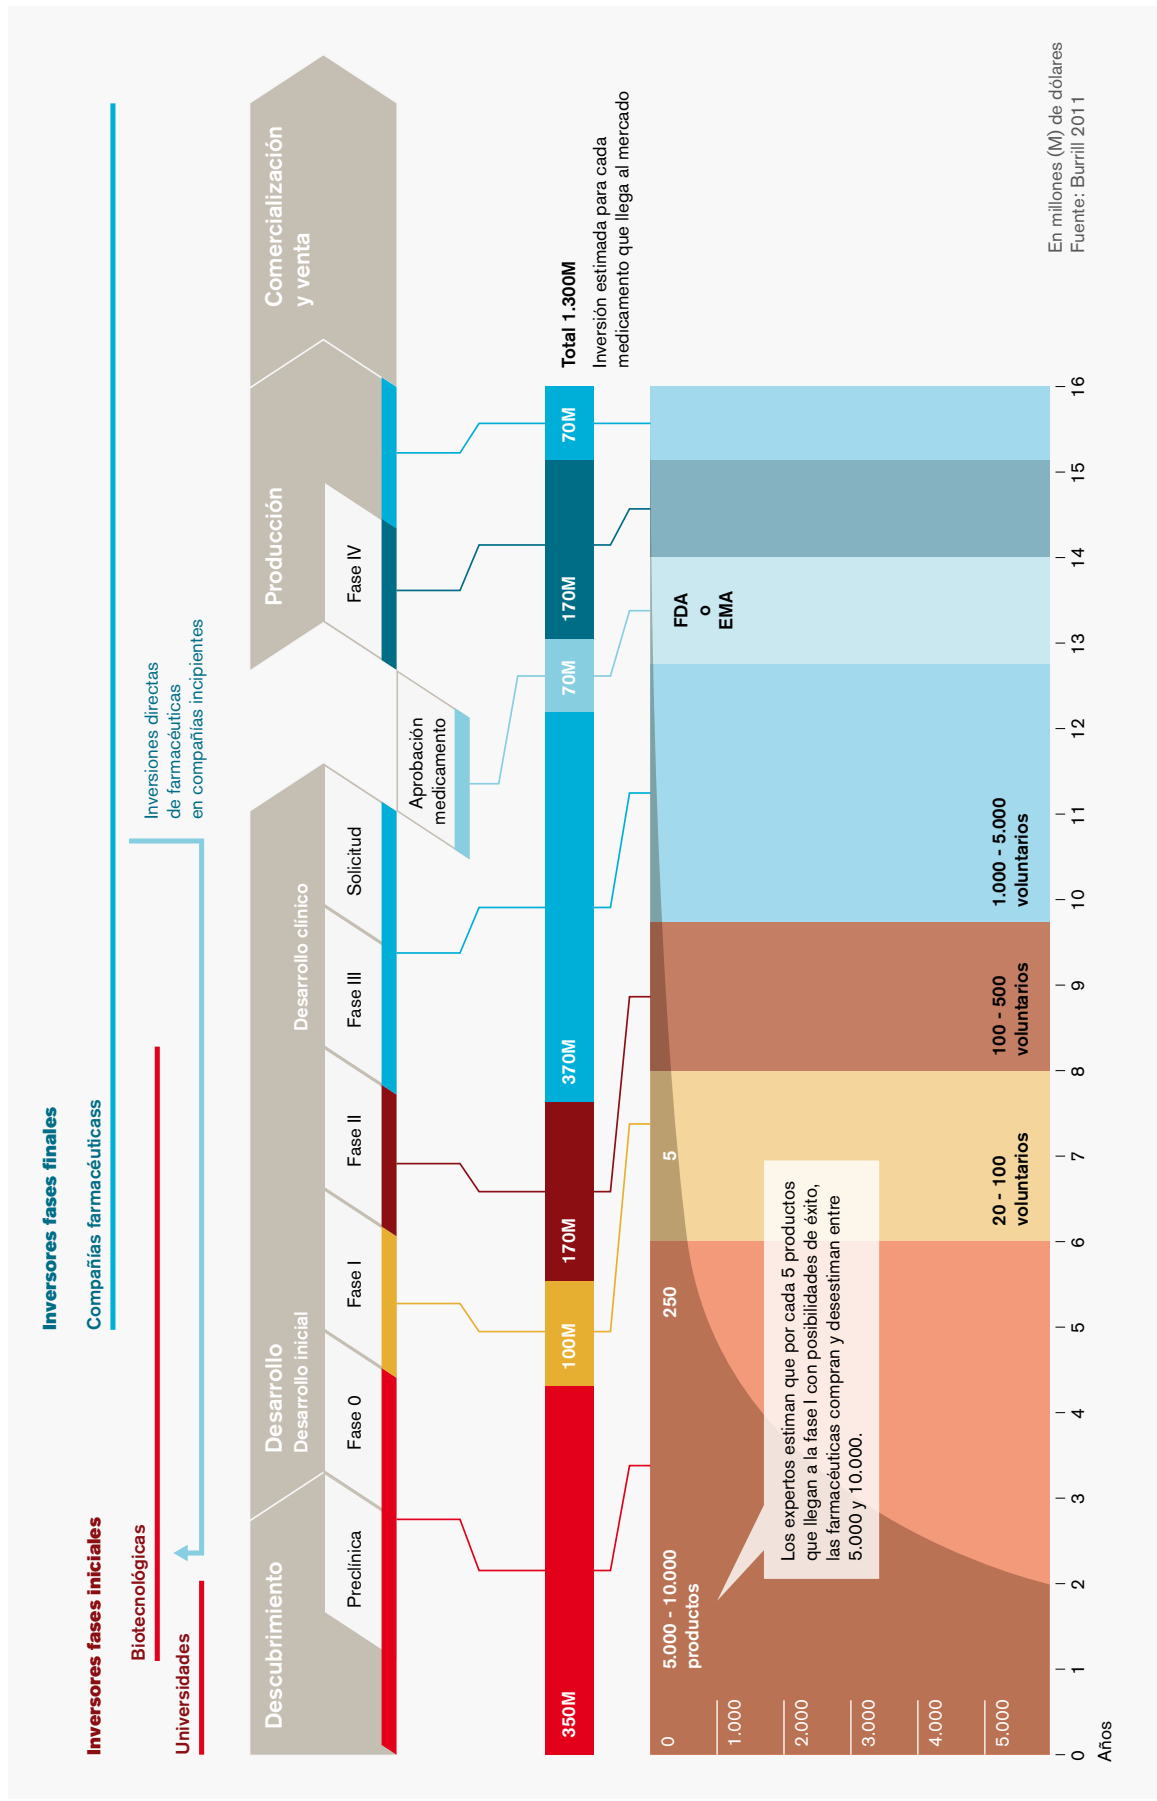 Inversores fases finales
Compañías farmacéuticass
Inversores fases iniciales
Biotecnológicas
Universidades
Inversiones directas
de farmacéuticas
en compañías incipientes
Descubrimiento
Desarrollo
Desarrollo inicial
Desarrollo clínico
Producción
Comercialización
y venta
Preclínica
Fase 0
Fase I
Fase II
Fase III
Solicitud
Aprobación
medicamento
Fase IV
350M
100M
170M
370M
70M
170M
70M
Total 1.300M
Inversión estimada para cada
medicamento que llega al mercado
0
1.000
2.000
3.000
4.000
5.000
5.000 - 10.000
productos
250
5
FDA
o
EMA
Los expertos estiman que por cada 5 productos
que llegan a la fase I con posibilidades de éxito,
las farmacéuticas compran y desestiman entre
5.000 y 10.000.
20 - 100
voluntarios
100 - 500
voluntarios
1.000 - 5.000
voluntarios
0 1 2 3 4 5 6 7 8 9 10 11 12 13 14 15 16
Años
En millones (M) de dólares
Fuente: Burrill 2011